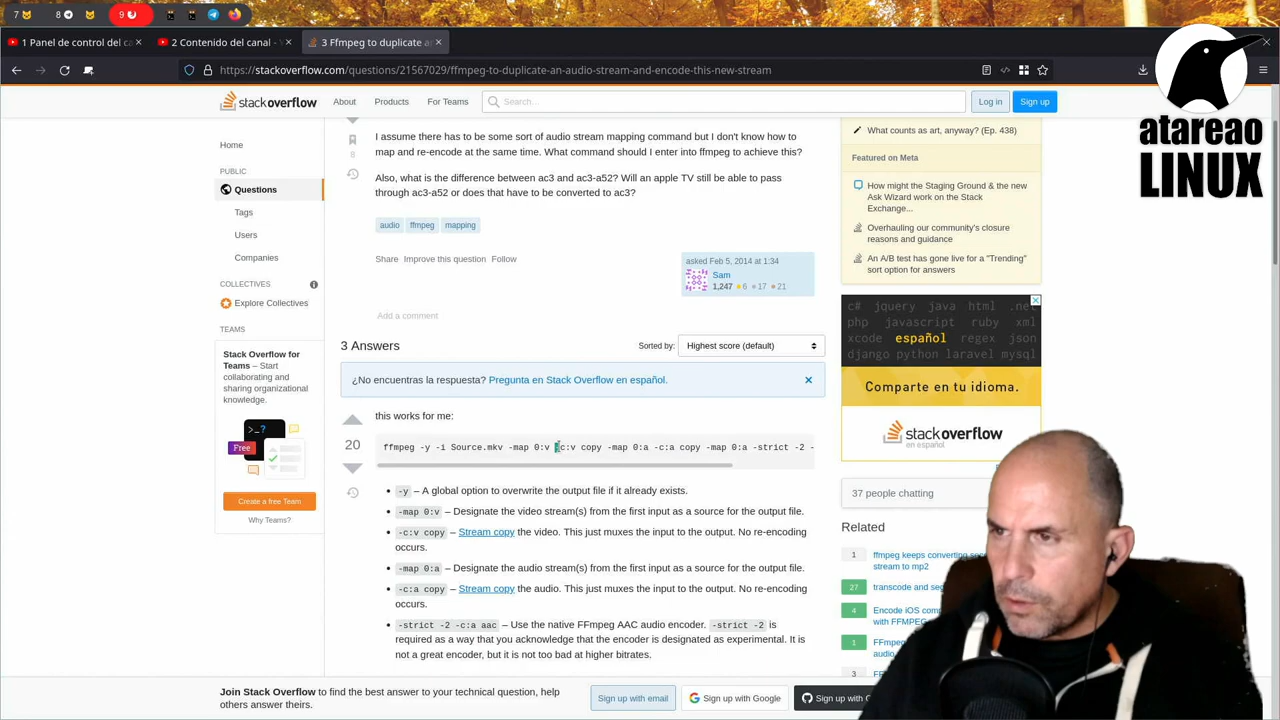 7
8
9
1 Panel de control del ca
2 Contenido del canal -
3 Ffmpeg to duplicate a
https://stackoverflow.com/questions/21567029/ffmpeg-to-duplicate-an-audio-stream-and-encode-this-new-stream
atareao
LINUX
stackoverflow
About
Products
For Teams
Search...
Log in
Sign up
Home
PUBLIC
Questions
Tags
Users
Companies
COLLECTIVES
Explore Collectives
TEAMS
Stack Overflow for
Teams – Start
collaborating and
sharing organizational
knowledge.
>_?
Free
Create a free Team
Why Teams?
8
I assume there has to be some sort of audio stream mapping command but I don't know how to
map and re-encode at the same time. What command should I enter into ffmpeg to achieve this?
Also, what is the difference between ac3 and ac3-a52? Will an apple TV still be able to pass
through ac3-a52 or does that have to be converted to ac3?
audio ffmpeg mapping
Share Improve this question Follow
asked Feb 5, 2014 at 1:34
Sam
1,247 6 17 21
Add a comment
3 Answers
Sorted by:
Highest score (default)
¿No encuentras la respuesta? Pregunta en Stack Overflow en español.
this works for me:
20
ffmpeg -y -i Source.mkv -map 0:v -c:v copy -map 0:a -c:a copy -map 0:a -strict -2 -
-y – A global option to overwrite the output file if it already exists.
-map 0:v – Designate the video stream(s) from the first input as a source for the output file.
-c:v copy – Stream copy the video. This just muxes the input to the output. No re-encoding
occurs.
-map 0:a – Designate the audio stream(s) from the first input as a source for the output file.
-c:a copy – Stream copy the audio. This just muxes the input to the output. No re-encoding
occurs.
-strict -2 -c:a aac – Use the native FFmpeg AAC audio encoder. -strict -2 is
required as a way that you acknowledge that the encoder is designated as experimental. It is
not a great encoder, but it is not too bad at higher bitrates.
What counts as art, anyway? (Ep. 438)
Featured on Meta
How might the Staging Ground & the new
Ask Wizard work on the Stack
Exchange...
Overhauling our community's closure
reasons and guidance
An A/B test has gone live for a "Trending"
sort option for answers
c# jquery java html .ne
php javascript ruby xml
xcode español regex json
django python laravel mysql
Comparte en tu idioma.
stackoverflow
en español
37 people chatting
Related
1 ffmpeg keeps converting
stream to mp2
27 transcode and seg
4 Encode iOS com
with FFMPEG
1 FFmpeg
audio
3
Join Stack Overflow to find the best answer to your technical question, help
others answer theirs.
Sign up with email
Sign up with Google
Sign up with G